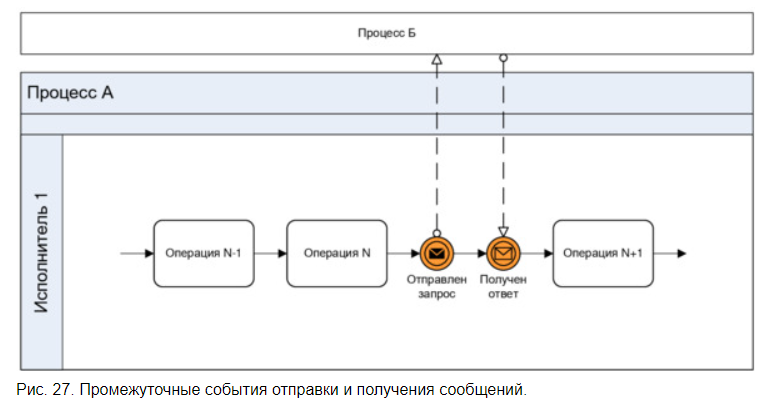 Процесс Б
Процесс А
Исполнитель 1
Операция N-1
Операция N
Отправлен
запрос
Получен
ответ
Операция N+1
Рис. 27. Промежуточные события отправки и получения сообщений.